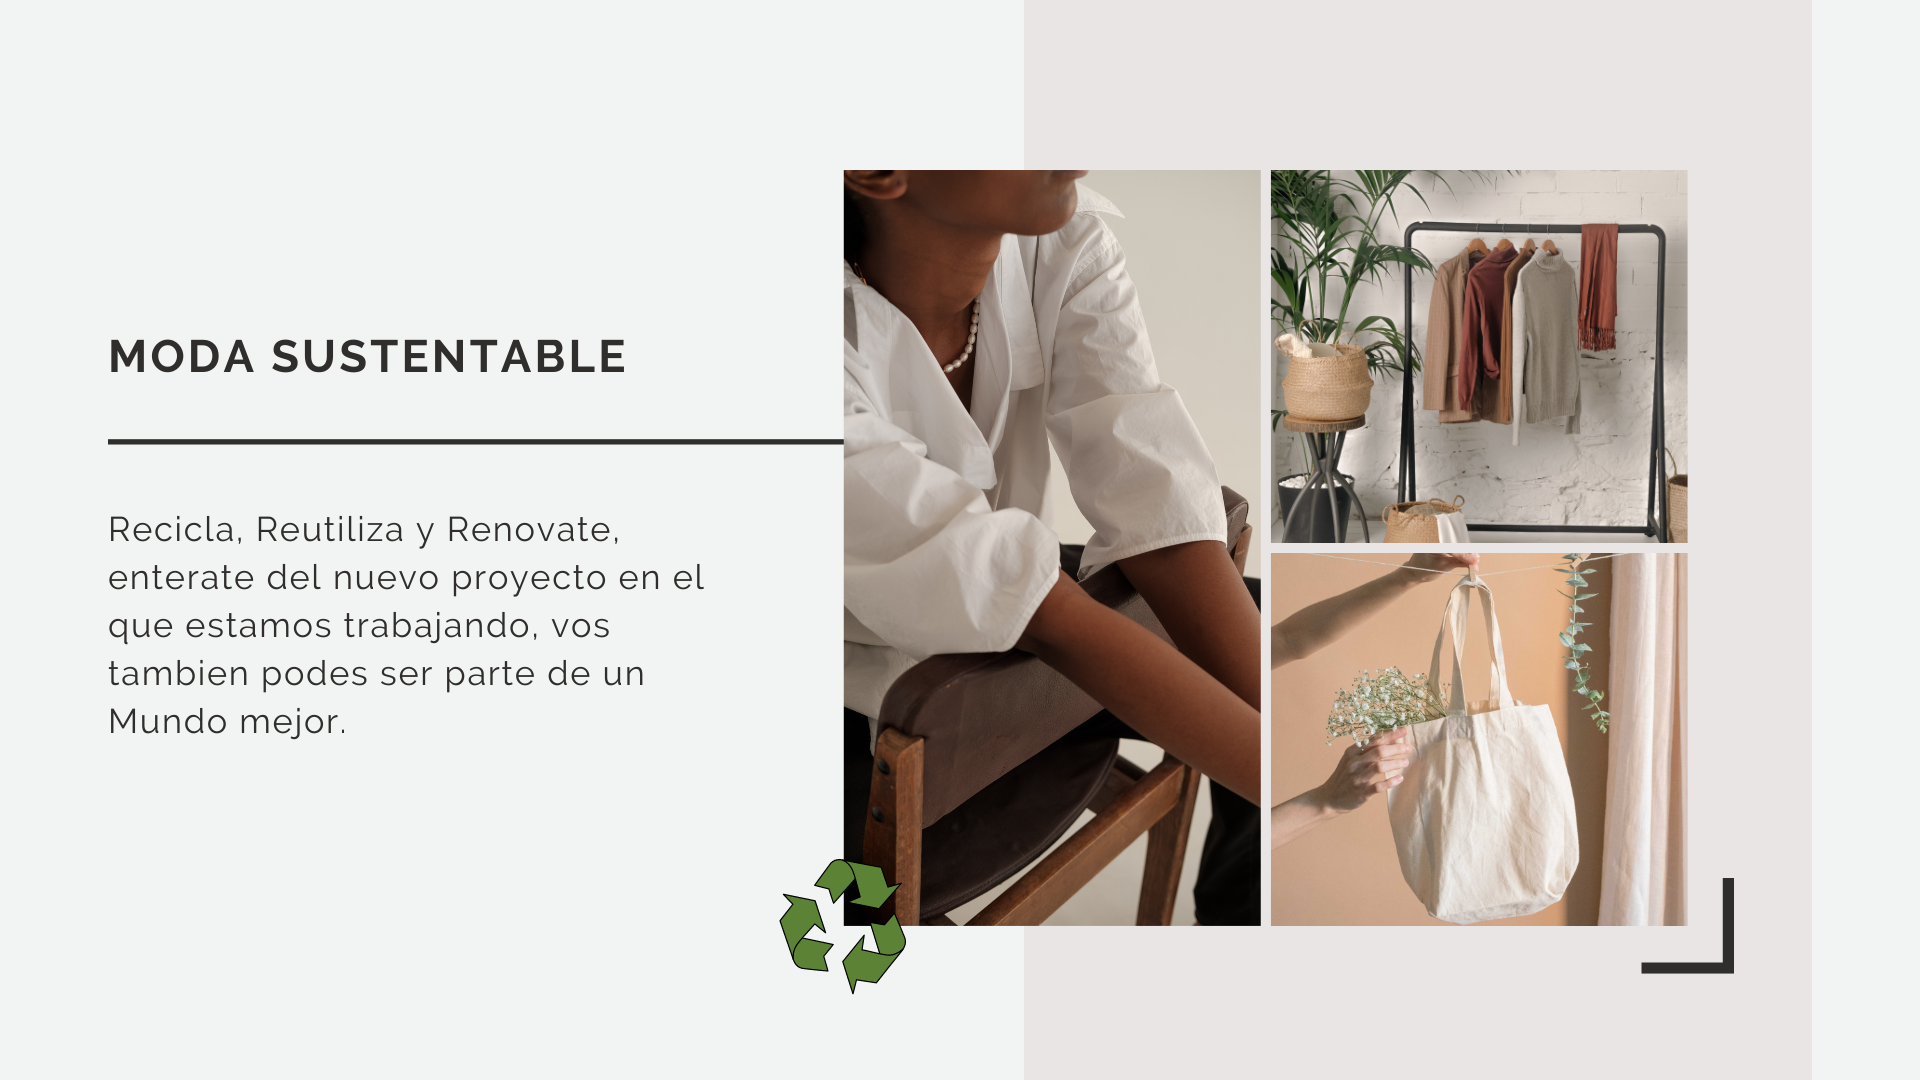 MODA SUSTENTABLE
Recicla, Reutiliza y Renovate,
enterate del nuevo proyecto en el
que estamos trabajando, vos
tambien podes ser parte de un
Mundo mejor.